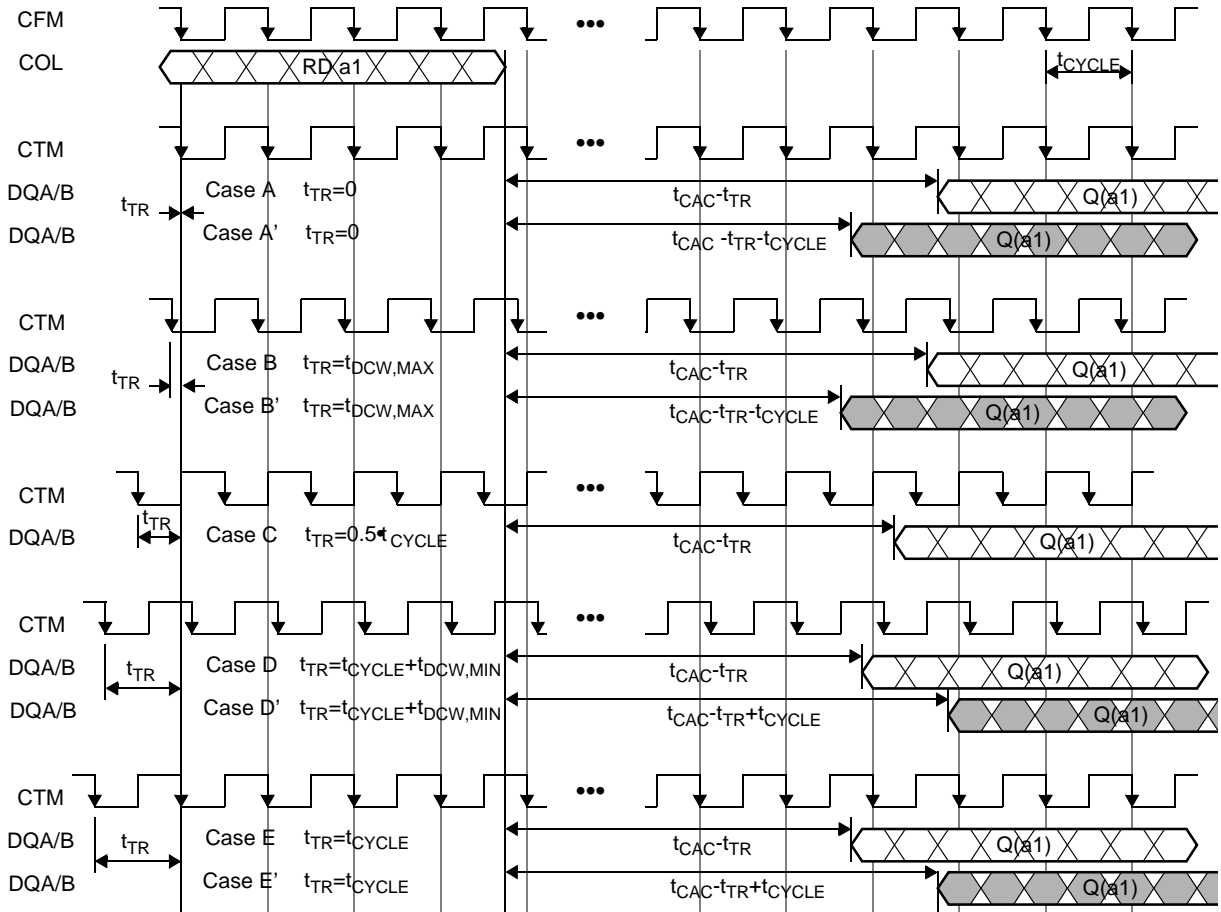 CFM •••
COL RD a1 tCYCLE
CTM •••
DQA/B Case A tTR=0 tCAC-tTR Q(a1)
tTR
DQA/B Case A' tTR=0 tCAC -tTR-tCYCLE Q(a1)
CTM •••
DQA/B Case B tTR=tDCW,MAX tCAC-tTR Q(a1)
tTR
DQA/B Case B' tTR=tDCW,MAX tCAC-tTR-tCYCLE Q(a1)
CTM •••
tTR
DQA/B Case C tTR=0.5•tCYCLE tCAC-tTR Q(a1)
CTM •••
DQA/B tTR Case D tTR=tCYCLE+tDCW,MIN tCAC-tTR Q(a1)
DQA/B Case D' tTR=tCYCLE+tDCW,MIN tCAC-tTR+tCYCLE Q(a1)
CTM •••
DQA/B tTR Case E tTR=tCYCLE tCAC-tTR Q(a1)
DQA/B Case E' tTR=tCYCLE tCAC-tTR+tCYCLE Q(a1)